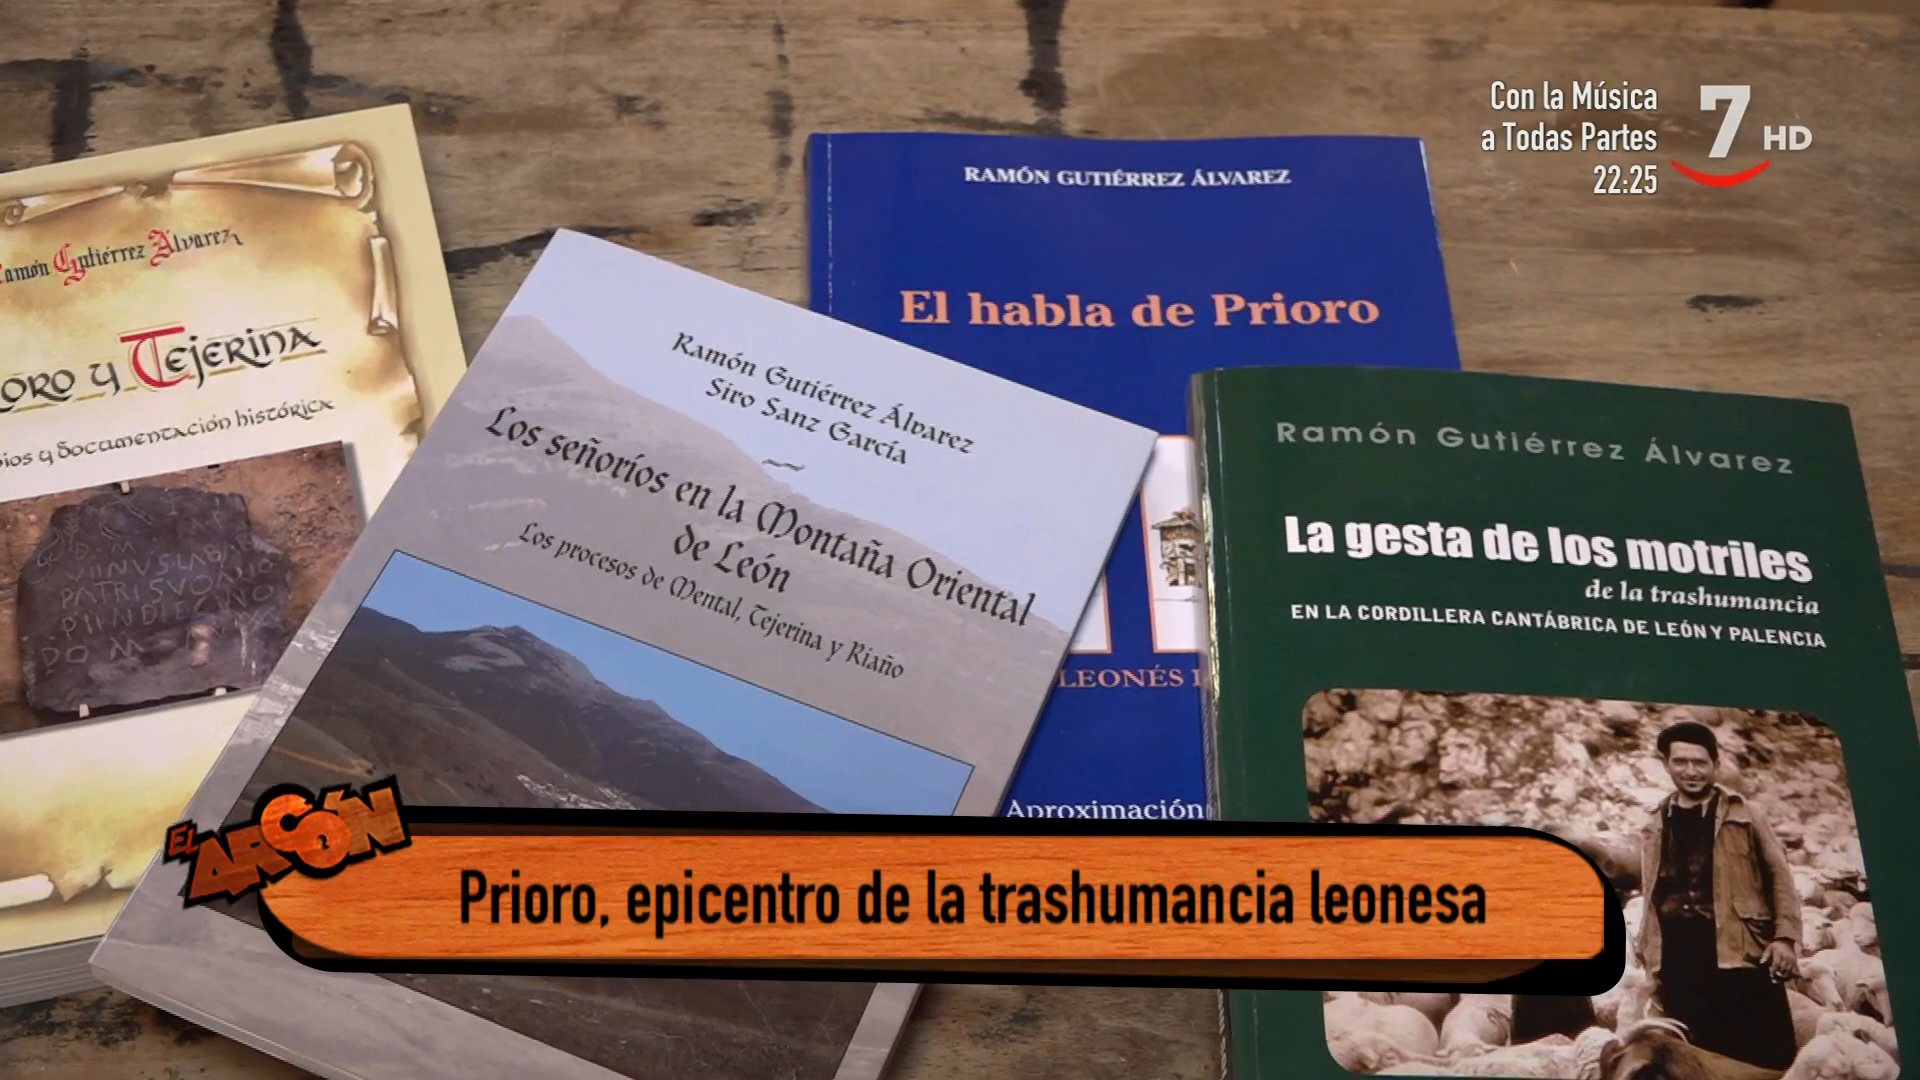 Con la Música
a Todas Partes
22:25
7 HD
Gutiérrez Álvarez
y Tejerina
y documentación histórica
Ramón Gutiérrez Álvarez
Siro Sanz García
Los señoríos en la Montaña Oriental
de León
Los procesos de Mental, Tejerina y Riaño
RAMÓN GUTIÉRREZ ÁLVAREZ
El habla de Prioro
LEONÉS
Aproximación
Ramón Gutiérrez Álvarez
La gesta de los motriles
de la trashumancia
EN LA CORDILLERA CANTÁBRICA DE LEÓN Y PALENCIA
EL ARCÓN
Prioro, epicentro de la trashumancia leonesa